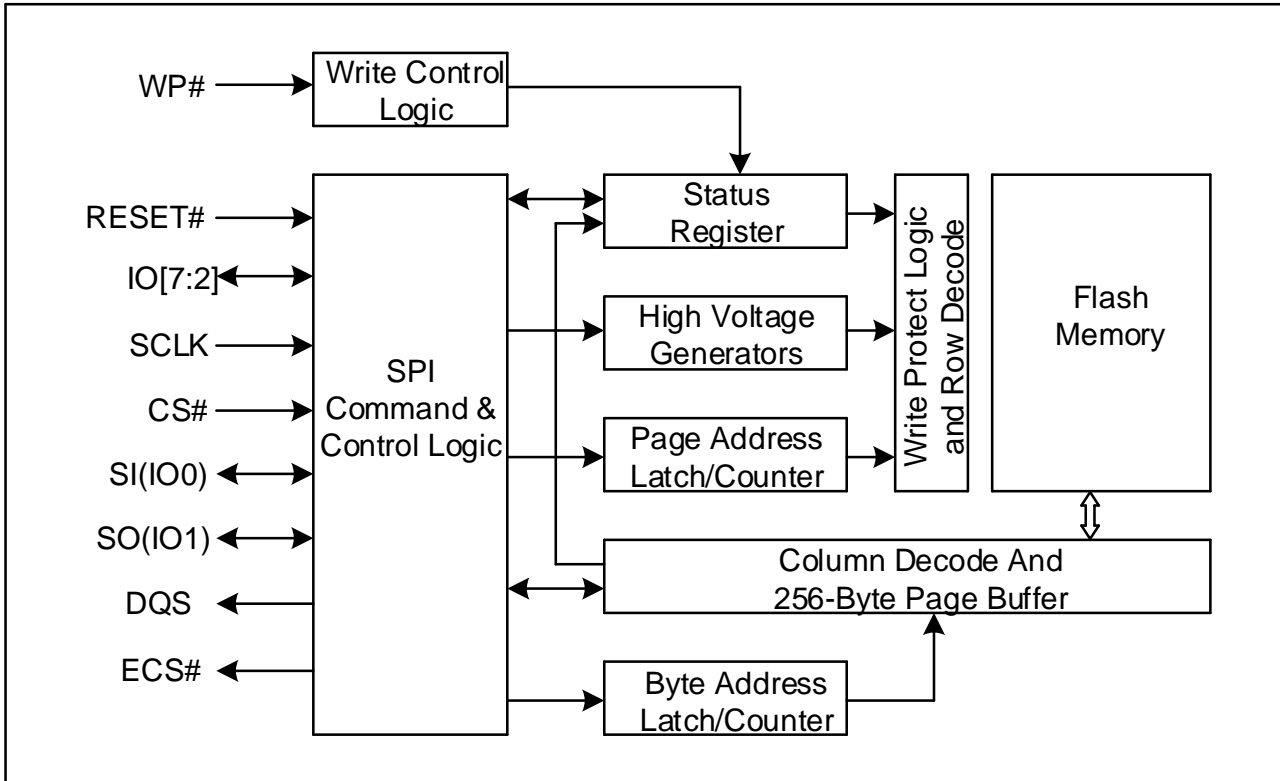 WP#
Write Control
Logic
RESET#
IO[7:2]
SCLK
CS#
SI(IO0)
SO(IO1)
DQS
ECS#
SPI
Command &
Control Logic
Status
Register
High Voltage
Generators
Page Address
Latch/Counter
Write Protect Logic
and Row Decode
Flash
Memory
Column Decode And
256-Byte Page Buffer
Byte Address
Latch/Counter